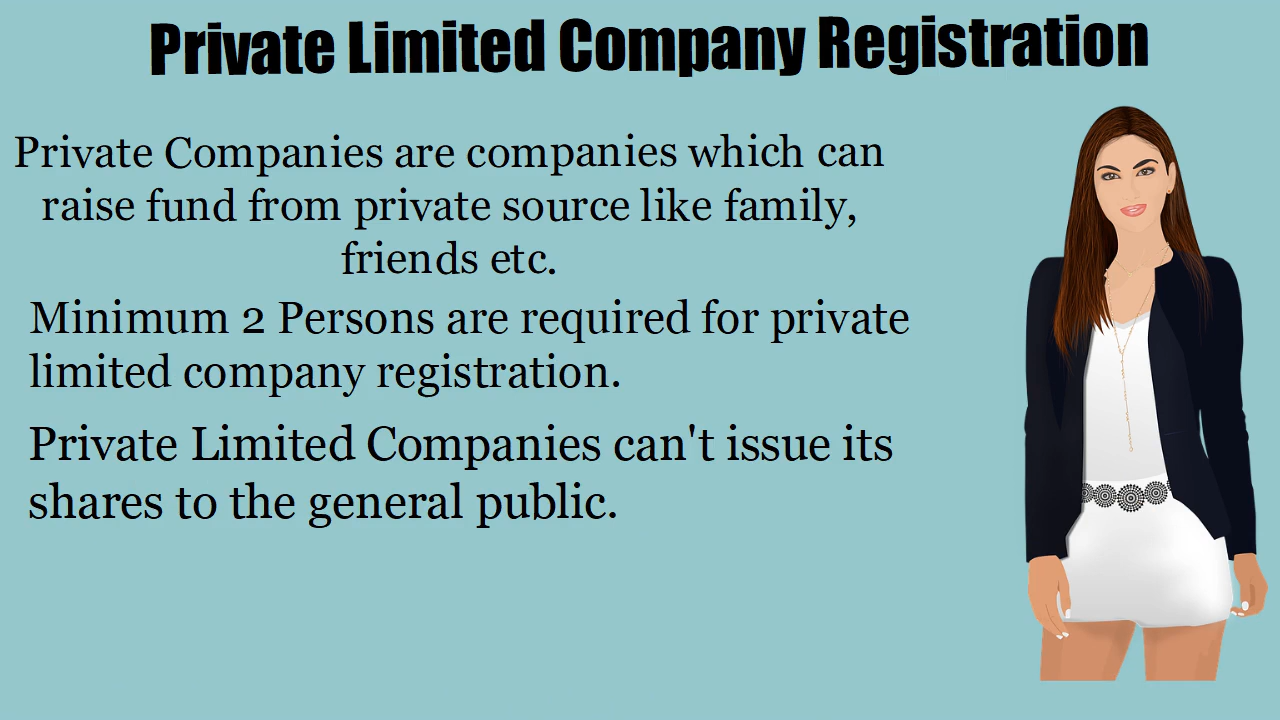 Private Limited Company Registration
Private Companies are companies which can
raise fund from private source like family,
friends etc.
Minimum 2 Persons are required for private
limited company registration.
Private Limited Companies can't issue its
shares to the general public.